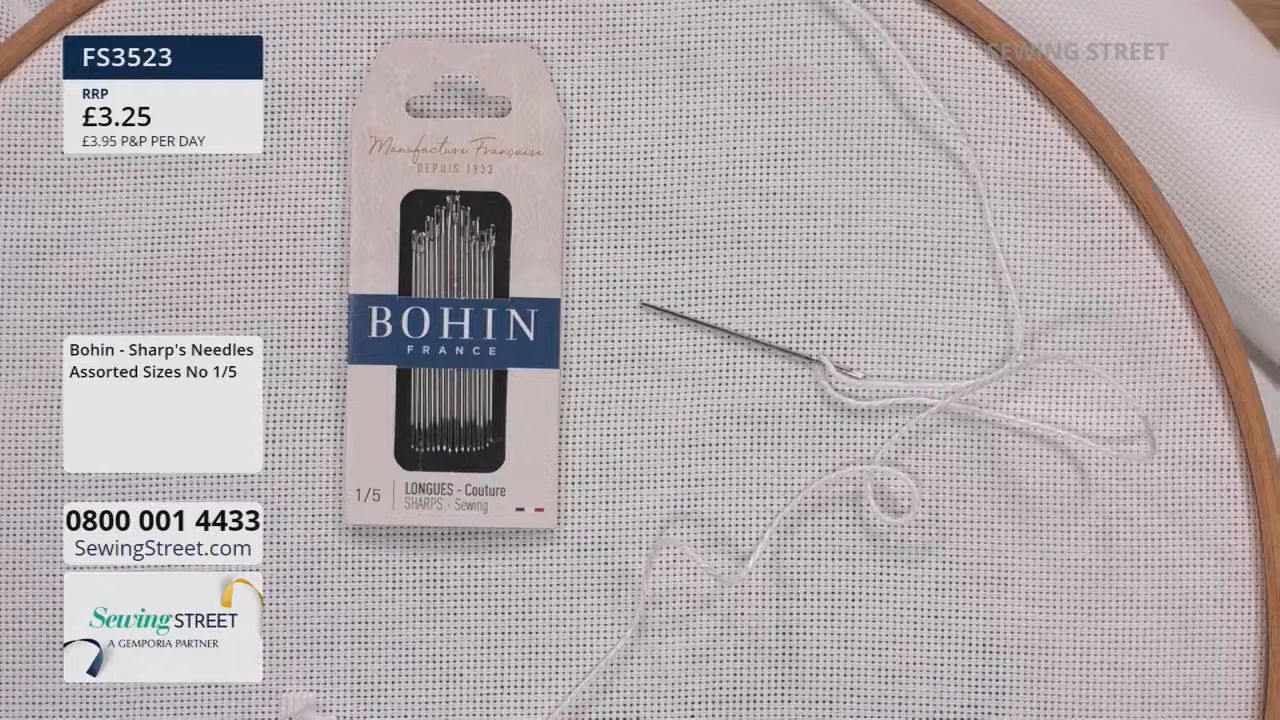 FS3523
RRP
£3.25
£3.95 P&P PER DAY
Bohin - Sharp's Needles
Assorted Sizes No 1/5
0800 001 4433
SewingStreet.com
Sewing STREET
A GEMPORIA PARTNER
Manufacture Française
DEPUIS 1833
BOHIN
FRANCE
1/5
LONGUES - Couture
SHARPS - Sewing
SEWING STREET